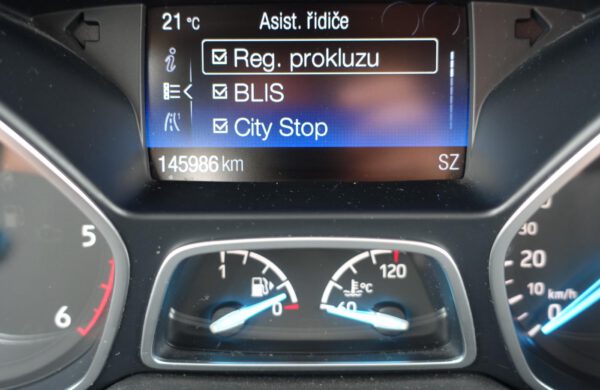 21 °C Asist. řidiče
Reg. prokluzu
BLIS
City Stop
145986 km SZ
5
6
1
0
120
°C
60
30
20
10 km/h
0